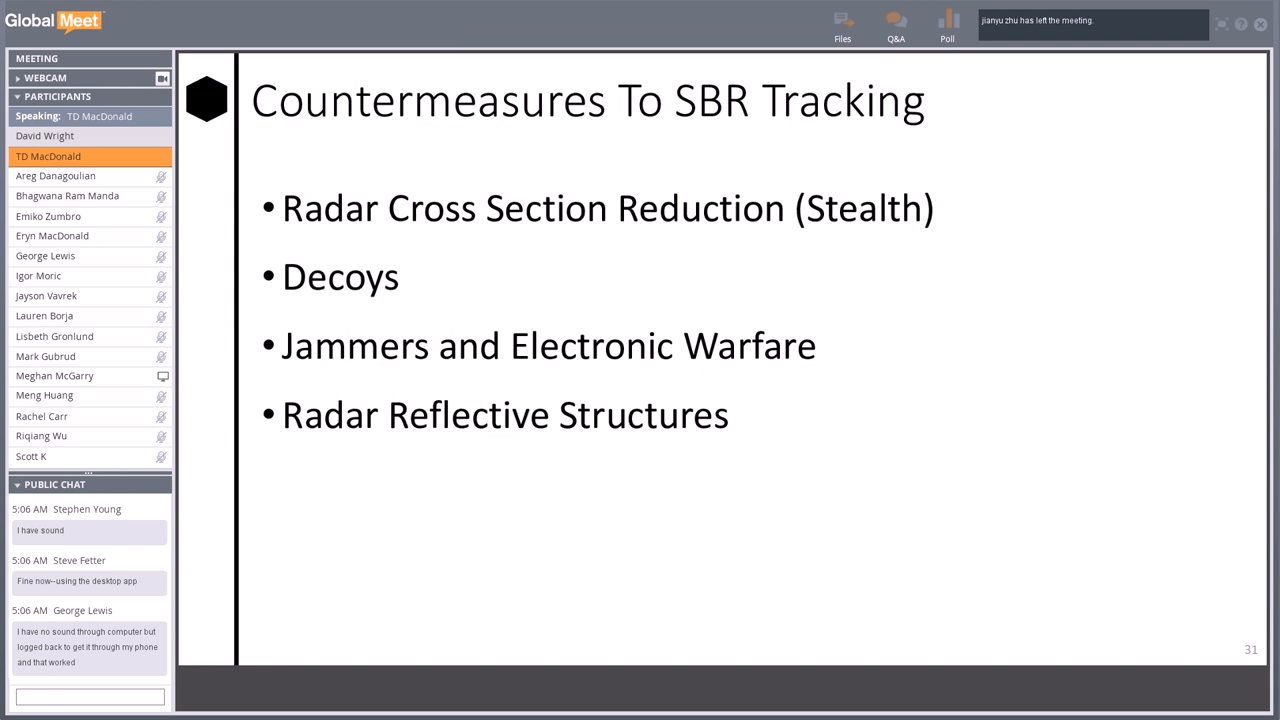 Global Meet
Files
Q&A
Poll
jianyu zhu has left the meeting.
MEETING
WEBCAM
PARTICIPANTS
Speaking: TD MacDonald
David Wright
TD MacDonald
Areg Danagoulian
Bhagwana Ram Manda
Emiko Zumbro
Eryn MacDonald
George Lewis
Igor Moric
Jayson Vavrek
Lauren Borja
Lisbeth Gronlund
Mark Gubrud
Meghan McGarry
Meng Huang
Rachel Carr
Riqiang Wu
Scott K
PUBLIC CHAT
5:06 AM Stephen Young
I have sound
5:06 AM Steve Fetter
Fine now--using the desktop app
5:06 AM George Lewis
I have no sound through computer but
logged back to get it through my phone
and that worked
Countermeasures To SBR Tracking
• Radar Cross Section Reduction (Stealth)
• Decoys
• Jammers and Electronic Warfare
• Radar Reflective Structures
31